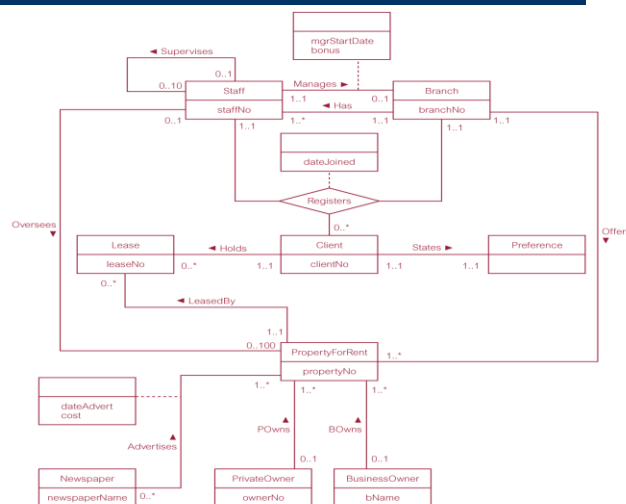 mgrStartDate
bonus
◄ Supervises
0..1
0..10
Staff
staffNo
Manages ►
1..1
0..1
◄ Has
1..*
1..1
Branch
branchNo
0..1
1..1
1..1
1..1
dateJoined
Registers
0..*
Oversees
▼
Offer
▼
Lease
leaseNo
◄ Holds
0..*
1..1
Client
clientNo
States ►
1..1
1..1
Preference
0..*
◄ LeasedBy
1..1
0..100
PropertyForRent
propertyNo
1..*
1..*
1..*
1..*
dateAdvert
cost
▲
Advertises
▲
POwns
▲
BOwns
0..1
0..1
Newspaper
newspaperName
0..*
PrivateOwner
ownerNo
BusinessOwner
bName